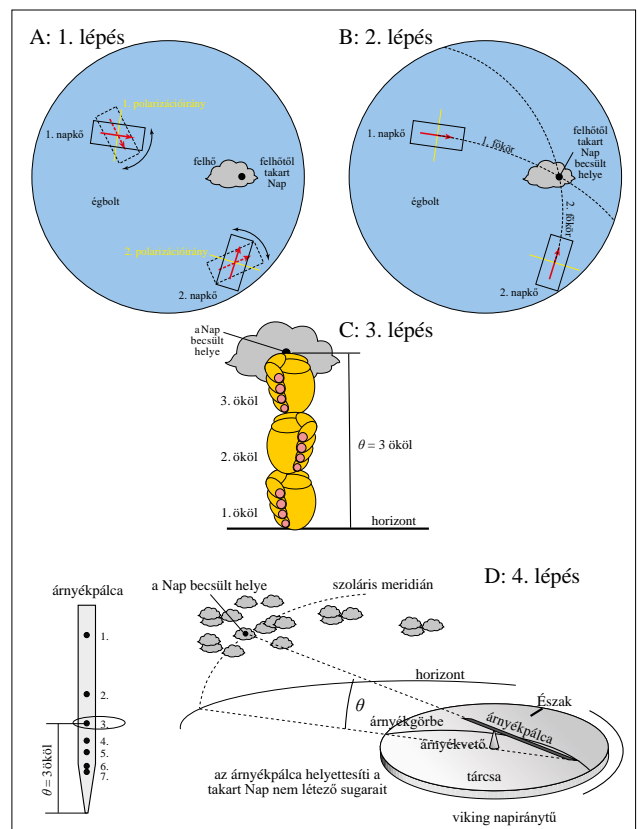 A: 1. lépés
1. polarizációirány
1. napkő
felhő
felhőtől
takart
Nap
égbolt
2. polarizációirány
2. napkő
B: 2. lépés
1. napkő
1. főkör
felhőtől
takart
Nap
becsült
helye
égbolt
2. főkör
2. napkő
C: 3. lépés
a Nap
becsült
helye
3. ököl
2. ököl
θ = 3 ököl
1. ököl
horizont
D: 4. lépés
árnyékpálca
1.
2.
3.
4.
5.
6.
7.
θ = 3 ököl
a Nap becsült helye
szoláris meridián
horizont
θ
Észak
árnyékgörbe
árnyékpálca
árnyékvető
tárcsa
az árnyékpálca helyettesíti a
takart Nap nem létező sugarait
viking napiránytű